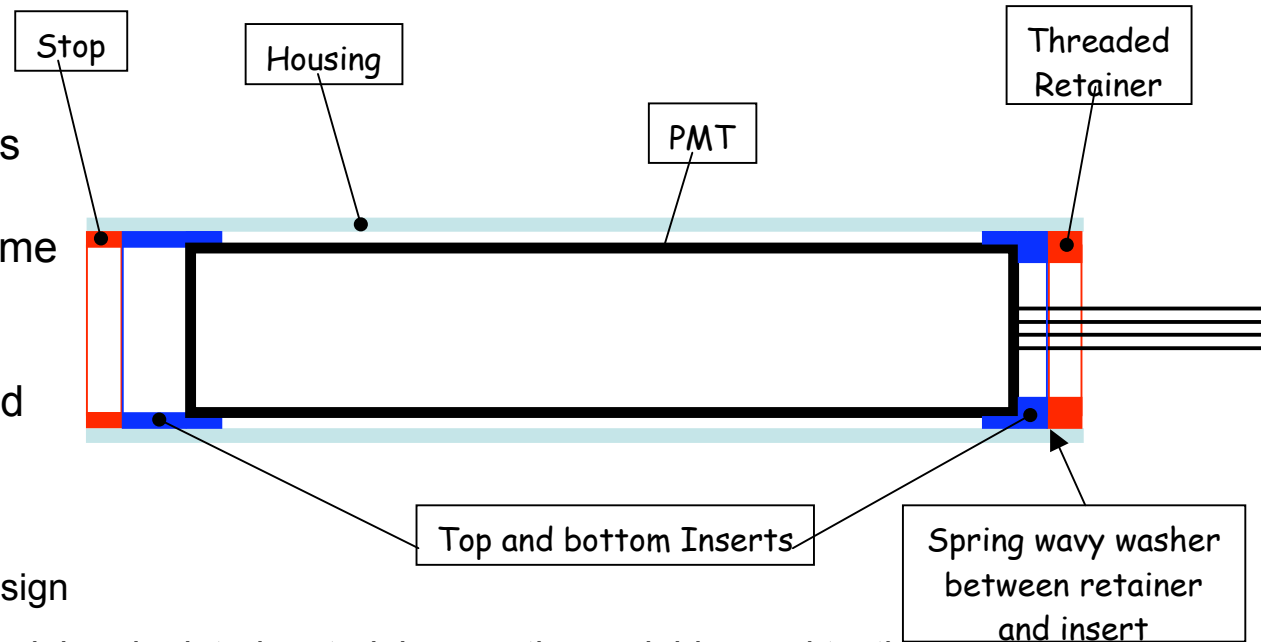 Stop
Housing
Threaded
Retainer
PMT
s
me
d
Top and bottom Inserts
Spring wavy washer
between retainer
and insert
sign